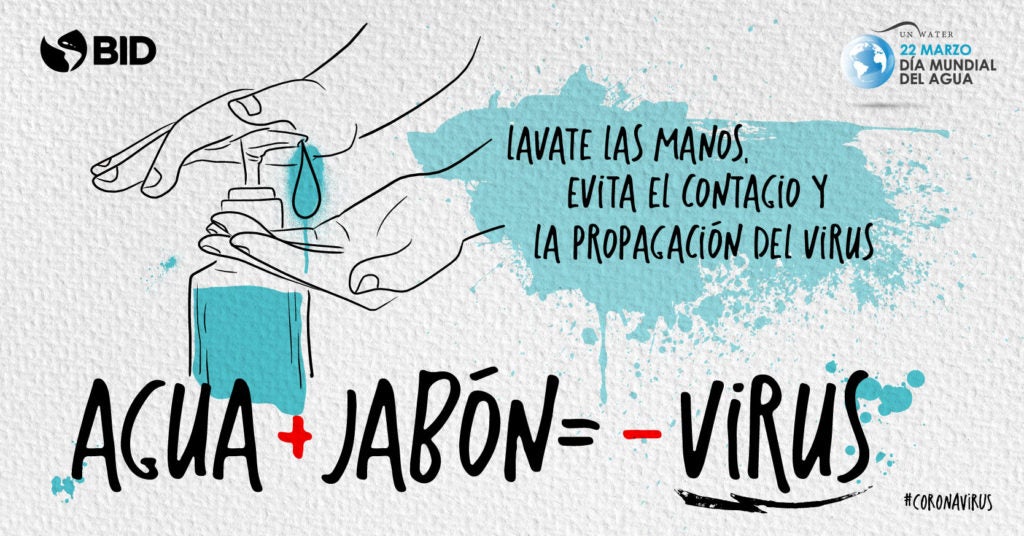 BID
UN WATER
22 MARZO
DÍA MUNDIAL
DEL AGUA
LAVATE LAS MANOS,
EVITA EL CONTAGIO Y
LA PROPAGACIÓN DEL VIRUS
AGUA + JABÓN = - VIRUS
#CORONAVIRUS